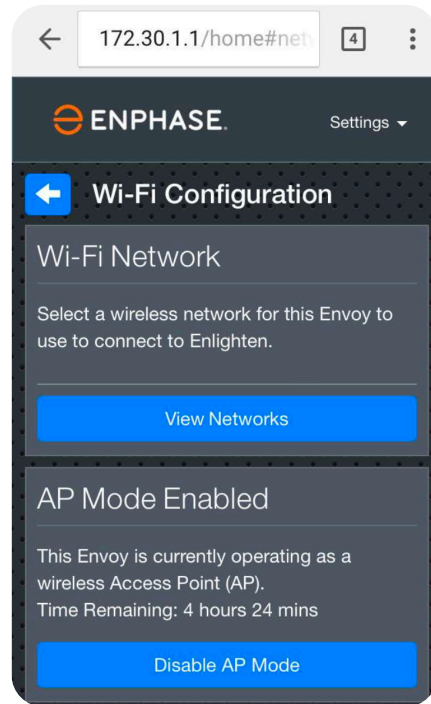 172.30.1.1/home#net
4
ENPHASE.
Settings
Wi-Fi Configuration
Wi-Fi Network
Select a wireless network for this Envoy to
use to connect to Enlighten.
View Networks
AP Mode Enabled
This Envoy is currently operating as a
wireless Access Point (AP).
Time Remaining: 4 hours 24 mins
Disable AP Mode